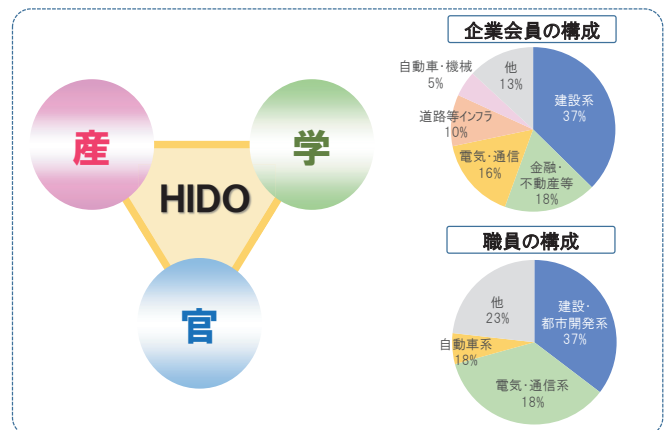 産
学
HIDO
官
企業会員の構成
建設系
37%
金融・
不動産等
18%
電気・通信
16%
道路等インフラ
10%
自動車・機械
5%
他
13%
職員の構成
建設・
都市開発系
37%
電気・通信系
18%
自動車系
18%
他
23%